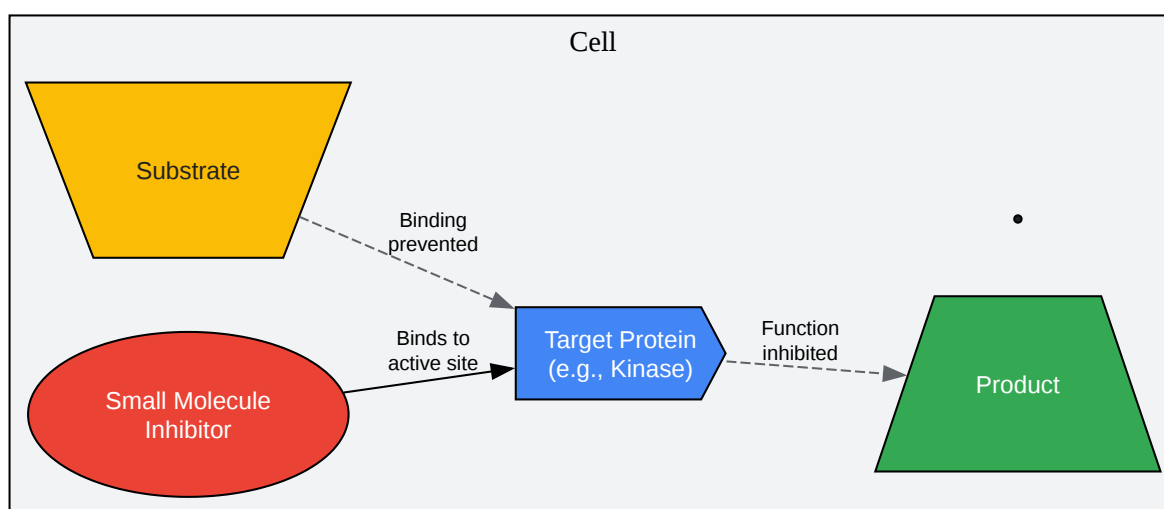 Cell
Substrate
Binding
prevented
Binds to
active site
Small Molecule
Inhibitor
Target Protein
(e.g., Kinase)
Function
inhibited
Product